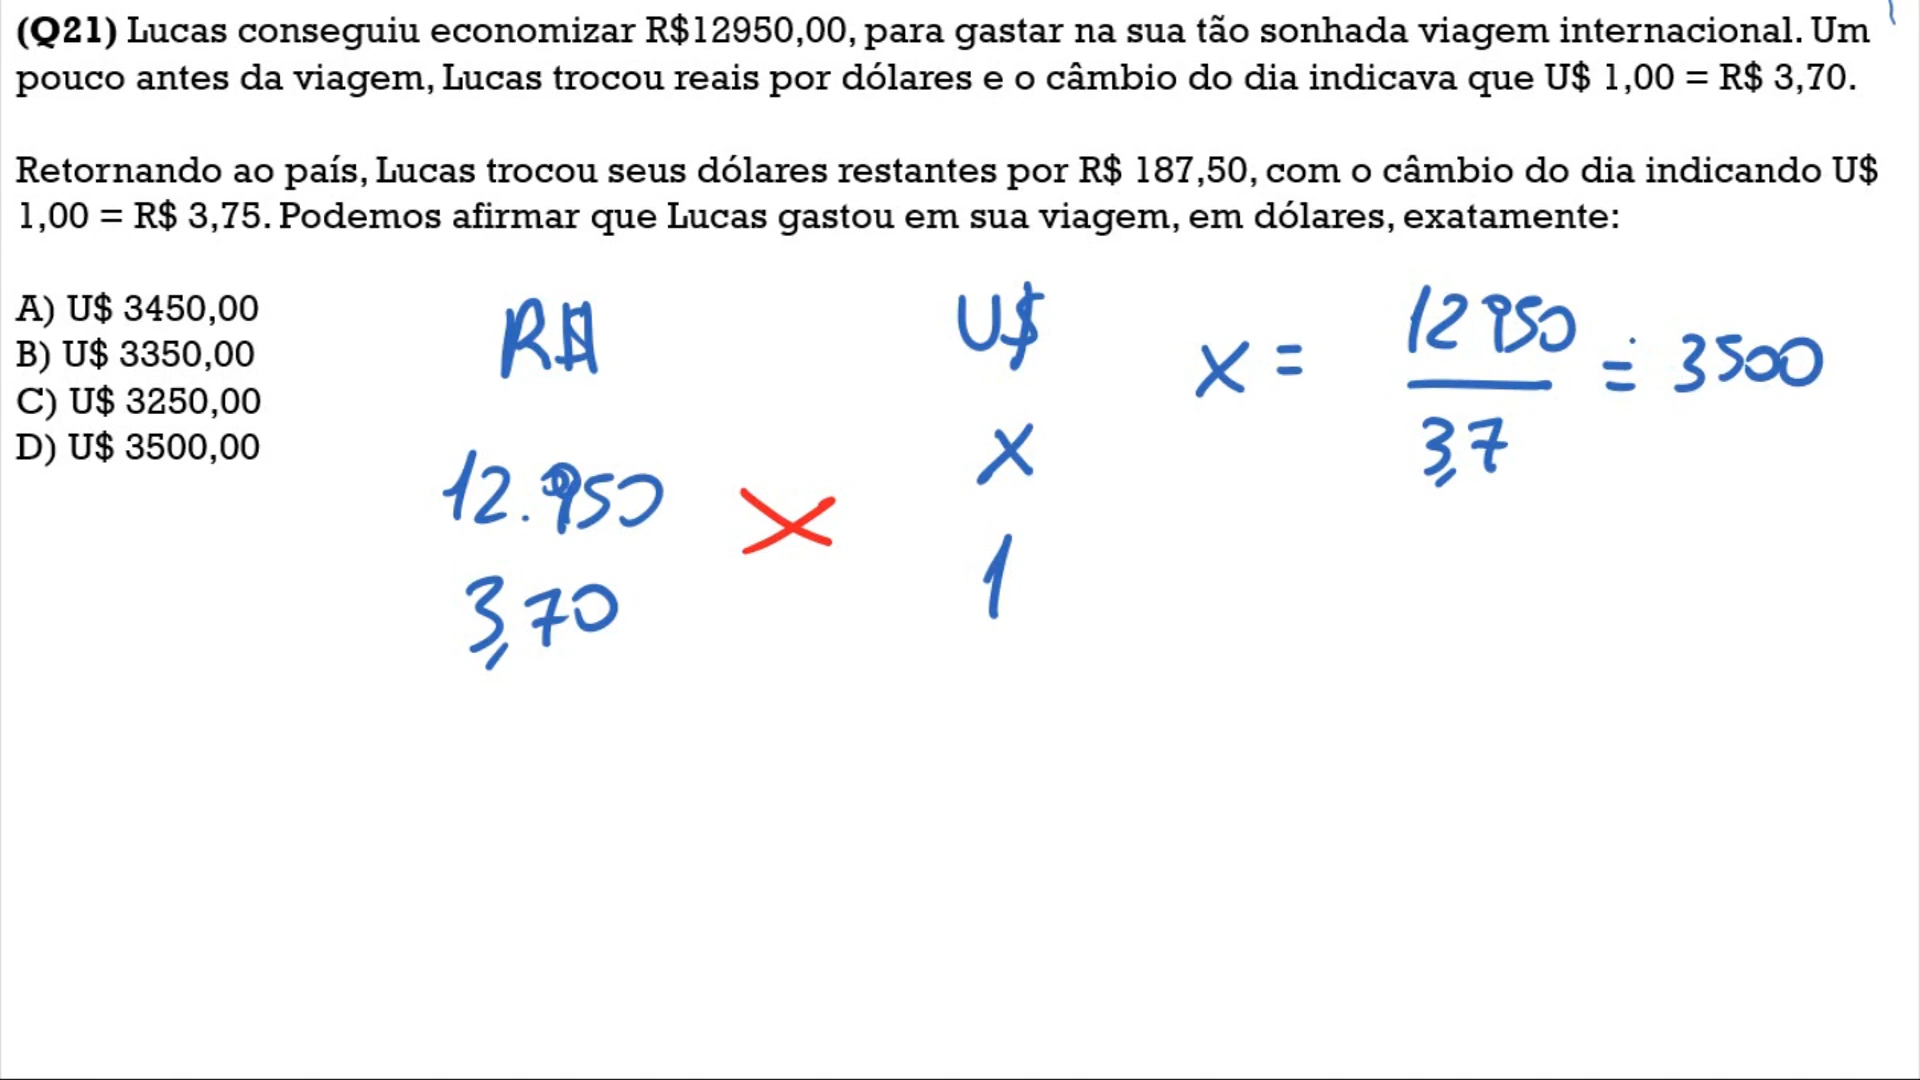 (Q21) Lucas conseguiu economizar R$12950,00, para gastar na sua tão sonhada viagem internacional. Um
pouco antes da viagem, Lucas trocou reais por dólares e o câmbio do dia indicava que U$ 1,00 = R$ 3,70.
Retornando ao país, Lucas trocou seus dólares restantes por R$ 187,50, com o câmbio do dia indicando U$
1,00 = R$ 3,75. Podemos afirmar que Lucas gastou em sua viagem, em dólares, exatamente:
A) U$ 3450,00
B) U$ 3350,00
C) U$ 3250,00
D) U$ 3500,00
R$ U$
12.950 x
3,70 1
x = 12950 = 3500
3,7